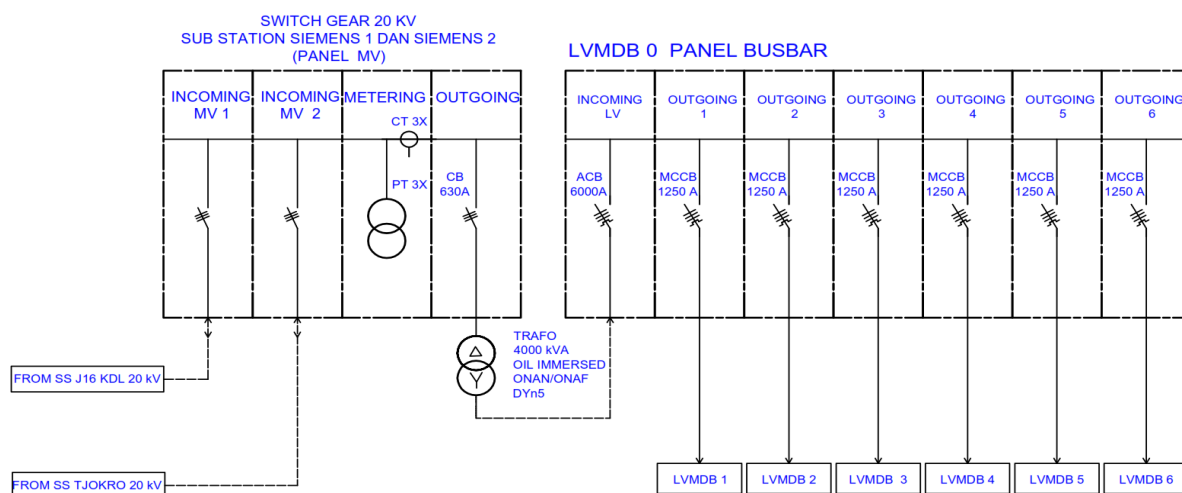 SWITCH GEAR 20 KV
SUB STATION SIEMENS 1 DAN SIEMENS 2
(PANEL MV)
LVMDB 0 PANEL BUSBAR
INCOMING
MV 1
INCOMING
MV 2
METERING
OUTGOING
CT 3X
PT 3X
CB
630A
INCOMING
LV
OUTGOING
1
OUTGOING
2
OUTGOING
3
OUTGOING
4
OUTGOING
5
OUTGOING
6
ACB
6000A
MCCB
1250 A
MCCB
1250 A
MCCB
1250 A
MCCB
1250 A
MCCB
1250 A
MCCB
1250 A
TRAFO
4000 kVA
OIL IMMERSED
ONAN/ONAF
DYn5
FROM SS J16 KDL 20 kV
FROM SS TJOKRO 20 kV
LVMDB 1
LVMDB 2
LVMDB 3
LVMDB 4
LVMDB 5
LVMDB 6